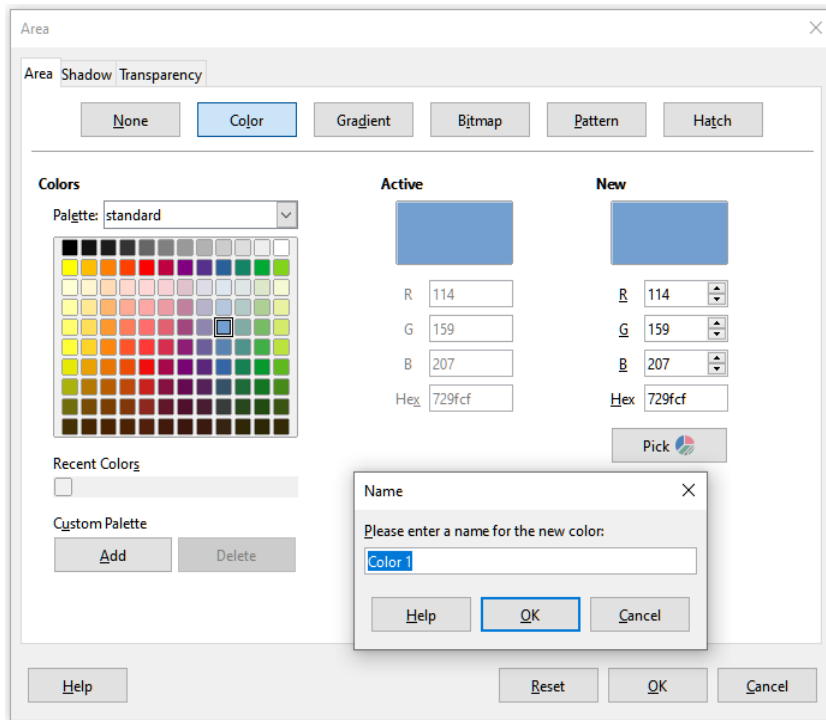 Area
Area Shadow Transparency
None Color Gradient Bitmap Pattern Hatch
Colors Active New
Palette: standard
R 114 R 114
G 159 G 159
B 207 B 207
Hex 729fcf Hex 729fcf
Pick
Recent Colors
Name
Custom Palette
Please enter a name for the new color:
Add Delete
Color 1
Help OK Cancel
Help Reset OK Cancel